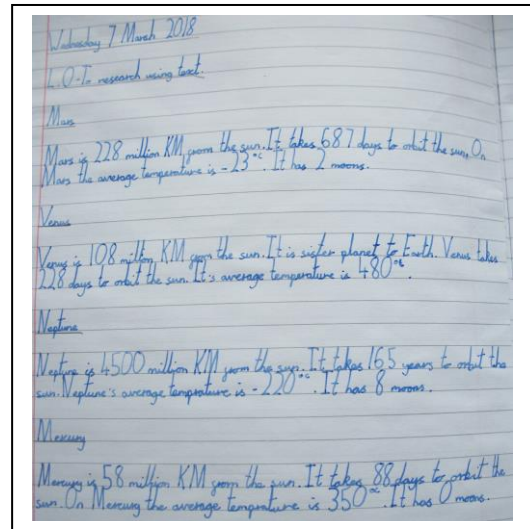 Wednesday 7 March 2018
L.O-To research using text.
Mars
Mars is 228 million KM from the sun. It takes 687 days to orbit the sun. On
Mars the average temperature is -23°c. It has 2 moons.
Venus
Venus is 108 million KM from the sun. It is sister planet to Earth. Venus takes
228 days to orbit the sun. It's average temperature is 480°c.
Neptune
Neptune is 4500 million KM from the sun. It takes 165 years to orbit the
sun. Neptune's average temprature is -220°c. It has 8 moons.
Mercury
Mercury is 58 million KM from the sun. It takes 88 days to orbit the
sun. On Mercury the average temprature is 350°c. It has 0 moons.